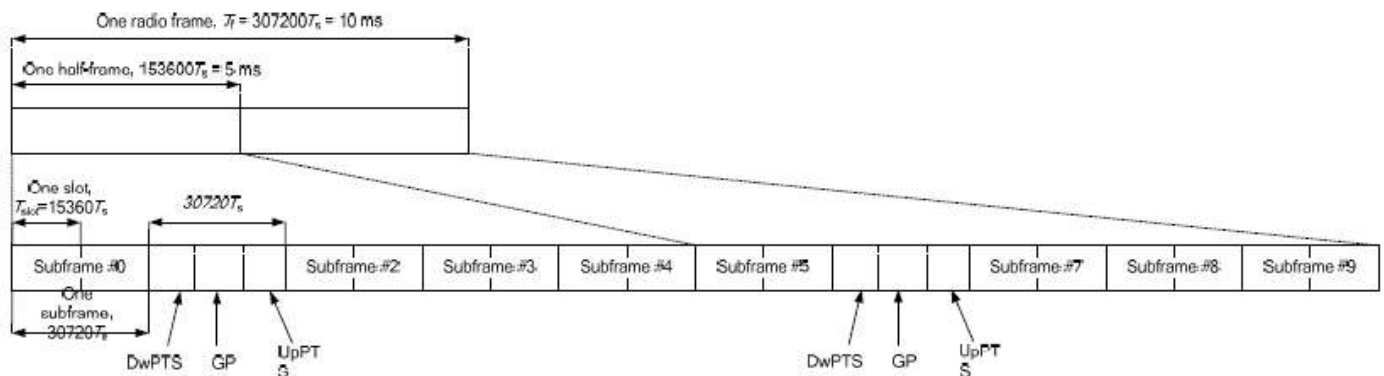 One radio frame, Tf = 307200Ts = 10 ms
One half-frame, 153600Ts = 5 ms
One slot,
Tslot=15360Ts
30720Ts
Subframe #0
Subframe #2
Subframe #3
Subframe #4
Subframe #5
Subframe #7
Subframe #8
Subframe #9
One
subframe,
30720Ts
DwPTS
GP
UpPT
S
DwPTS
GP
UpPT
S